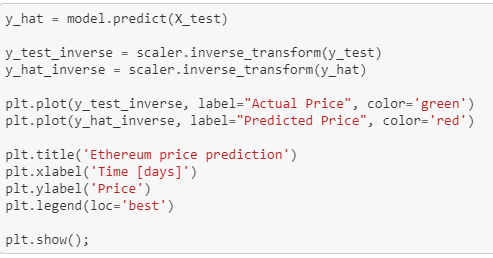 y_hat = model.predict(X_test)
y_test_inverse = scaler.inverse_transform(y_test)
y_hat_inverse = scaler.inverse_transform(y_hat)
plt.plot(y_test_inverse, label="Actual Price", color='green')
plt.plot(y_hat_inverse, label="Predicted Price", color='red')
plt.title('Ethereum price prediction')
plt.xlabel('Time [days]')
plt.ylabel('Price')
plt.legend(loc='best')
plt.show();